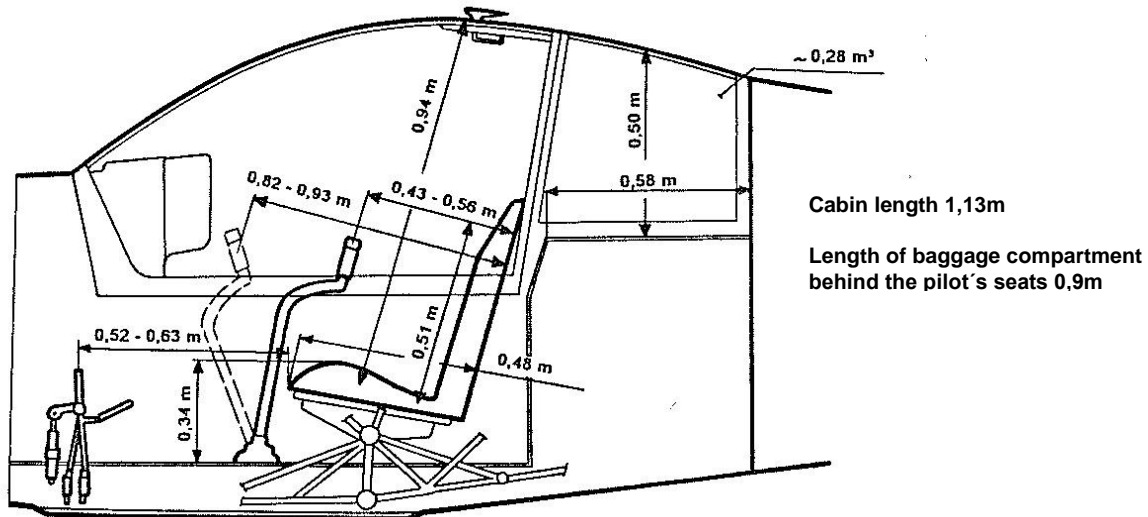 ~ 0,28 m³
0,94 m
0,50 m
0,58 m
0,82 - 0,93 m
0,43 - 0,56 m
Cabin length 1,13m
Length of baggage compartment
behind the pilot´s seats 0,9m
0,52 - 0,63 m
0,51 m
0,48 m
0,34 m